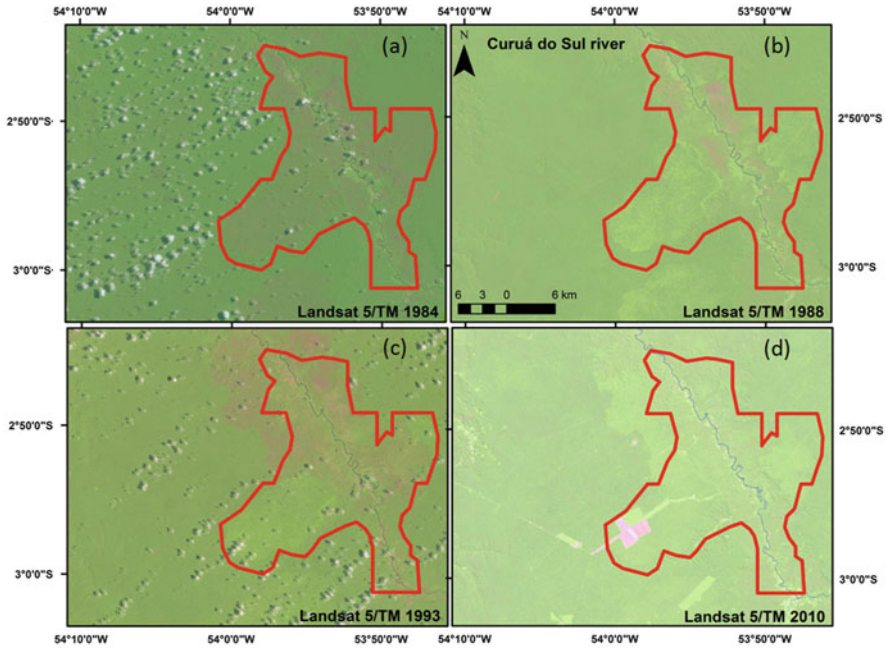 54°10'0"W 54°0'0"W 53°50'0"W 54°10'0"W 54°0'0"W 53°50'0"W
(a)
2°50'0"S
3°0'0"S
Landsat 5/TM 1984
N
Curuá do Sul river
(b)
2°50'0"S
3°0'0"S
6 3 0 6 km
Landsat 5/TM 1988
(c)
2°50'0"S
3°0'0"S
Landsat 5/TM 1993
(d)
2°50'0"S
3°0'0"S
Landsat 5/TM 2010
54°10'0"W 54°0'0"W 53°50'0"W 54°10'0"W 54°0'0"W 53°50'0"W